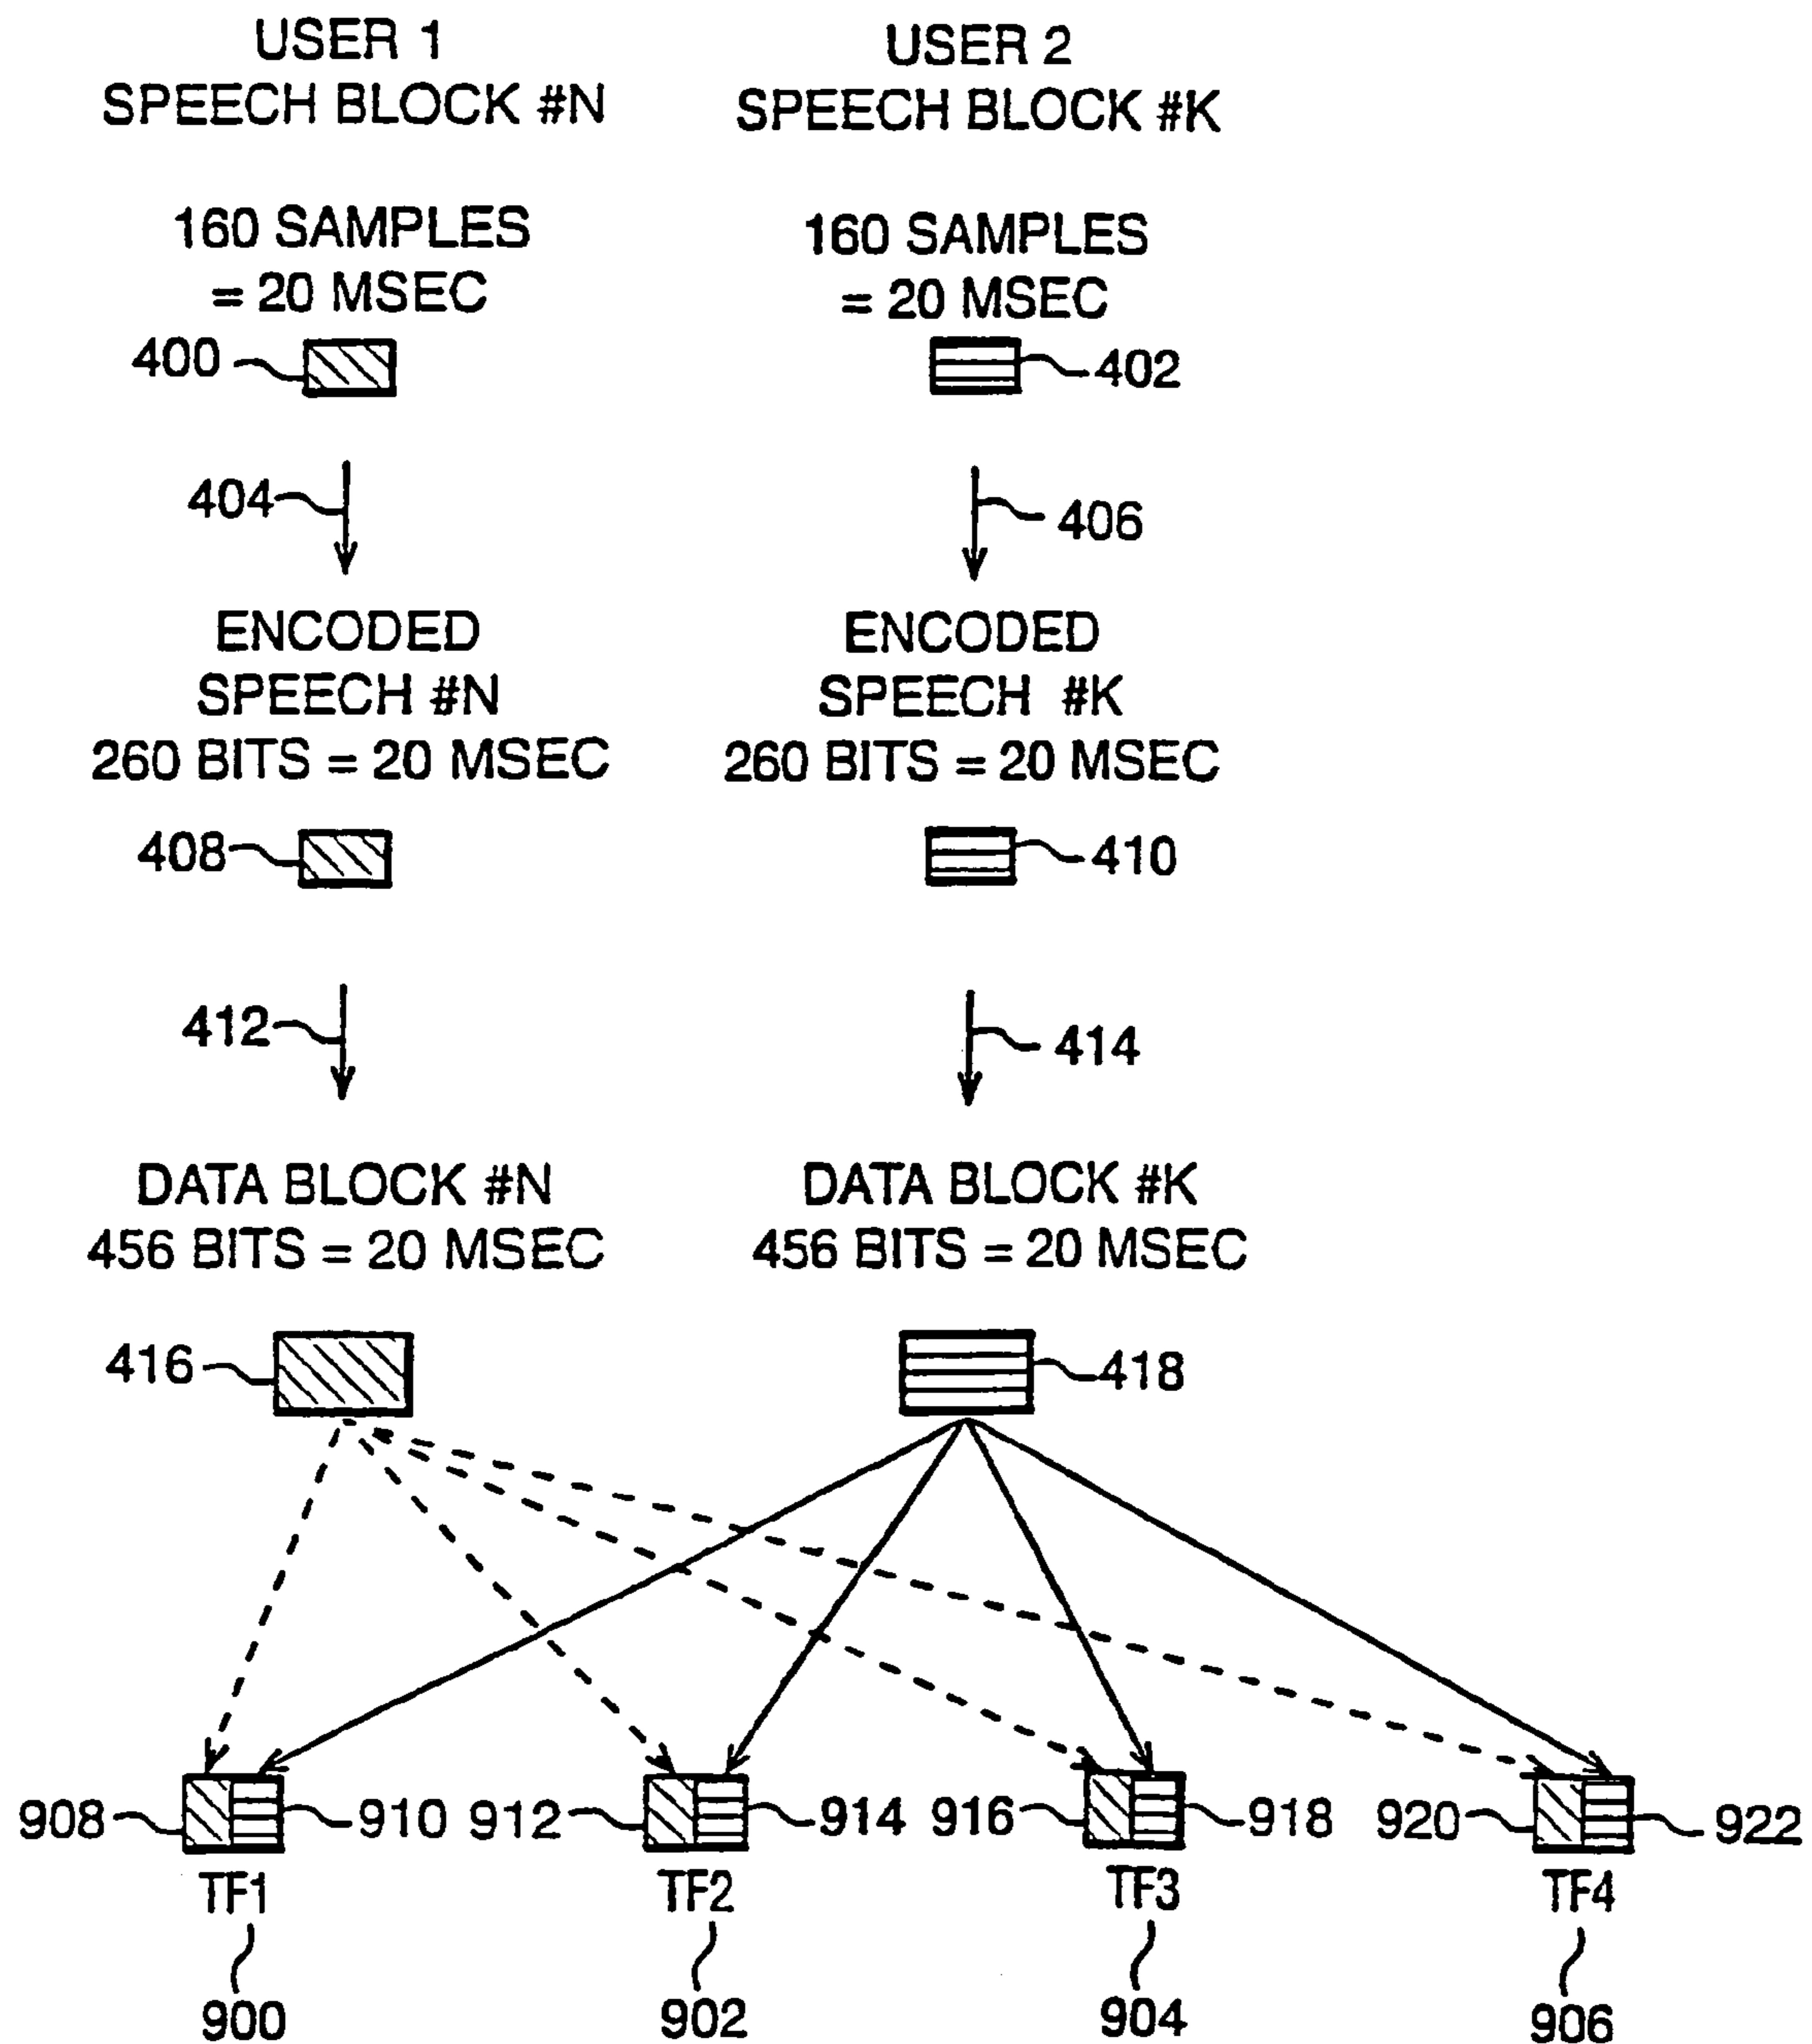 USER 1
SPEECH BLOCK #N
USER 2
SPEECH BLOCK #K
160 SAMPLES
= 20 MSEC
160 SAMPLES
= 20 MSEC
400
402
404
406
ENCODED
SPEECH #N
260 BITS = 20 MSEC
ENCODED
SPEECH #K
260 BITS = 20 MSEC
408
410
412
414
DATA BLOCK #N
456 BITS = 20 MSEC
DATA BLOCK #K
456 BITS = 20 MSEC
416
418
908
910
912
914
916
918
920
922
TF1
TF2
TF3
TF4
900
902
904
906